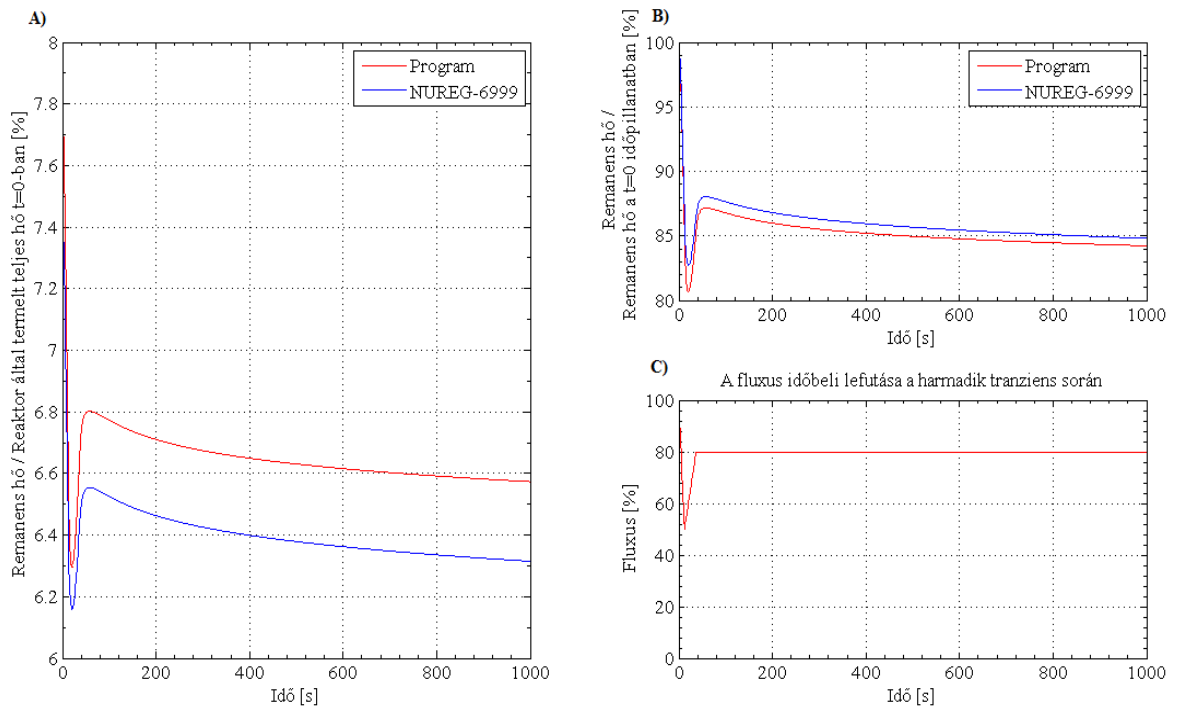 A)
Remanens hő / Reaktor által termelt teljes hő t=0-ban [%]
8
7.8
7.6
7.4
7.2
7
6.8
6.6
6.4
6.2
6
Program
NUREG-6999
0 200 400 600 800 1000
Idő [s]
B)
Remanens hő /
Remanens hő a t=0 időpillanatban [%]
100
95
90
85
80
Program
NUREG-6999
0 200 400 600 800 1000
Idő [s]
C)
A fluxus időbeli lefutása a harmadik tranziens során
Fluxus [%]
100
80
60
40
20
0
0 200 400 600 800 1000
Idő [s]